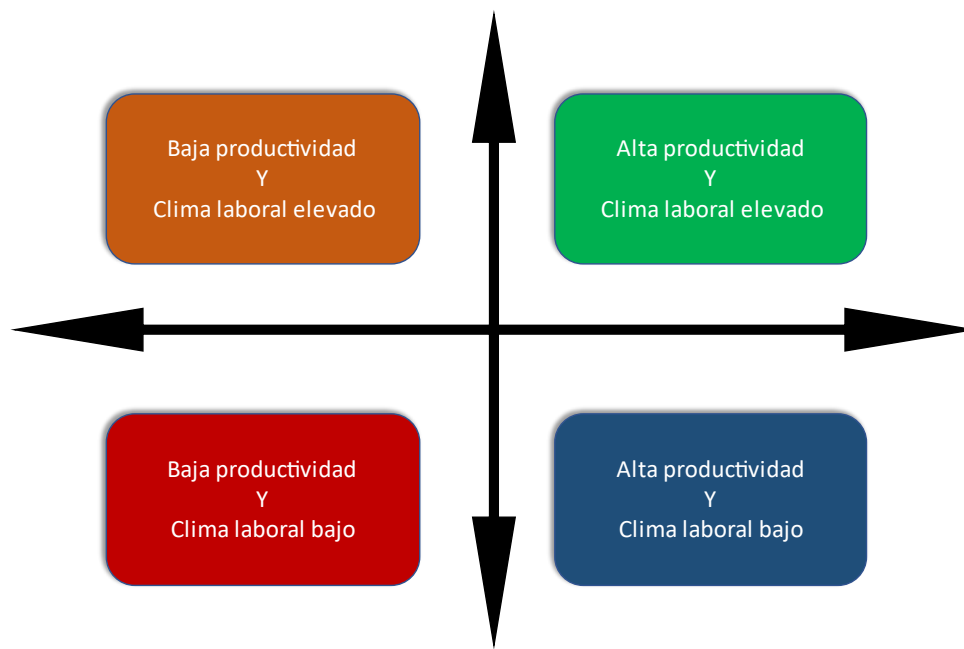 Baja productividad
Y
Clima laboral elevado
Alta productividad
Y
Clima laboral elevado
Baja productividad
Y
Clima laboral bajo
Alta productividad
Y
Clima laboral bajo